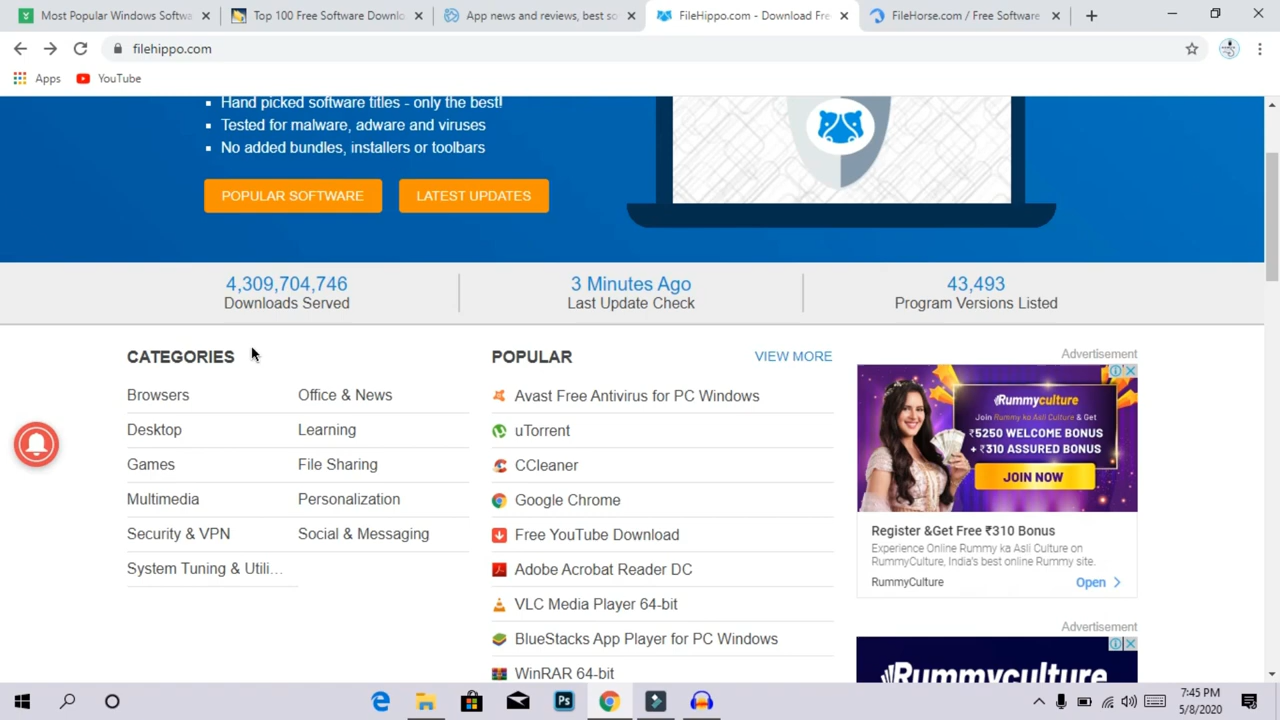 Most Popular Windows Softwa
Top 100 Free Software Downlo
App news and reviews, best so
FileHippo.com - Download Fre
FileHorse.com / Free Software
filehippo.com
Apps
YouTube
Hand picked software titles - only the best!
Tested for malware, adware and viruses
No added bundles, installers or toolbars
POPULAR SOFTWARE
LATEST UPDATES
4,309,704,746
Downloads Served
3 Minutes Ago
Last Update Check
43,493
Program Versions Listed
CATEGORIES
Browsers
Office & News
Desktop
Learning
Games
File Sharing
Multimedia
Personalization
Security & VPN
Social & Messaging
System Tuning & Utili...
POPULAR
VIEW MORE
Avast Free Antivirus for PC Windows
uTorrent
CCleaner
Google Chrome
Free YouTube Download
Adobe Acrobat Reader DC
VLC Media Player 64-bit
BlueStacks App Player for PC Windows
WinRAR 64-bit
Advertisement
Rummyculture
Join Rummy ka Asli Culture & Get
₹5250 WELCOME BONUS
+ ₹310 ASSURED BONUS
JOIN NOW
Register &Get Free ₹310 Bonus
Experience Online Rummy ka Asli Culture on
RummyCulture, India's best online Rummy site.
RummyCulture
Open
Advertisement
Rummyculture
Ps
7:45 PM
5/8/2020